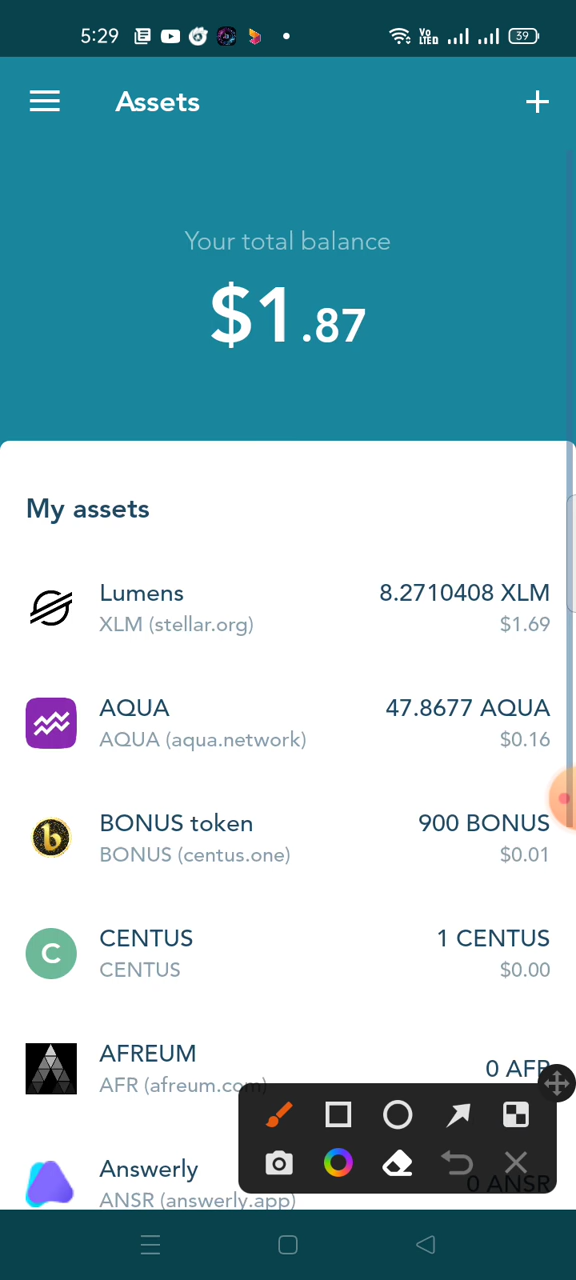 5:29
VoLTED
39
Assets
Your total balance
$1.87
My assets
Lumens
8.2710408 XLM
XLM (stellar.org)
$1.69
AQUA
47.8677 AQUA
AQUA (aqua.network)
$0.16
b
BONUS token
900 BONUS
BONUS (centus.one)
$0.01
C
CENTUS
1 CENTUS
CENTUS
$0.00
AFREUM
0 AFR
AFR (afreum.com)
Answerly
0 ANSR
ANSR (answerly.app)